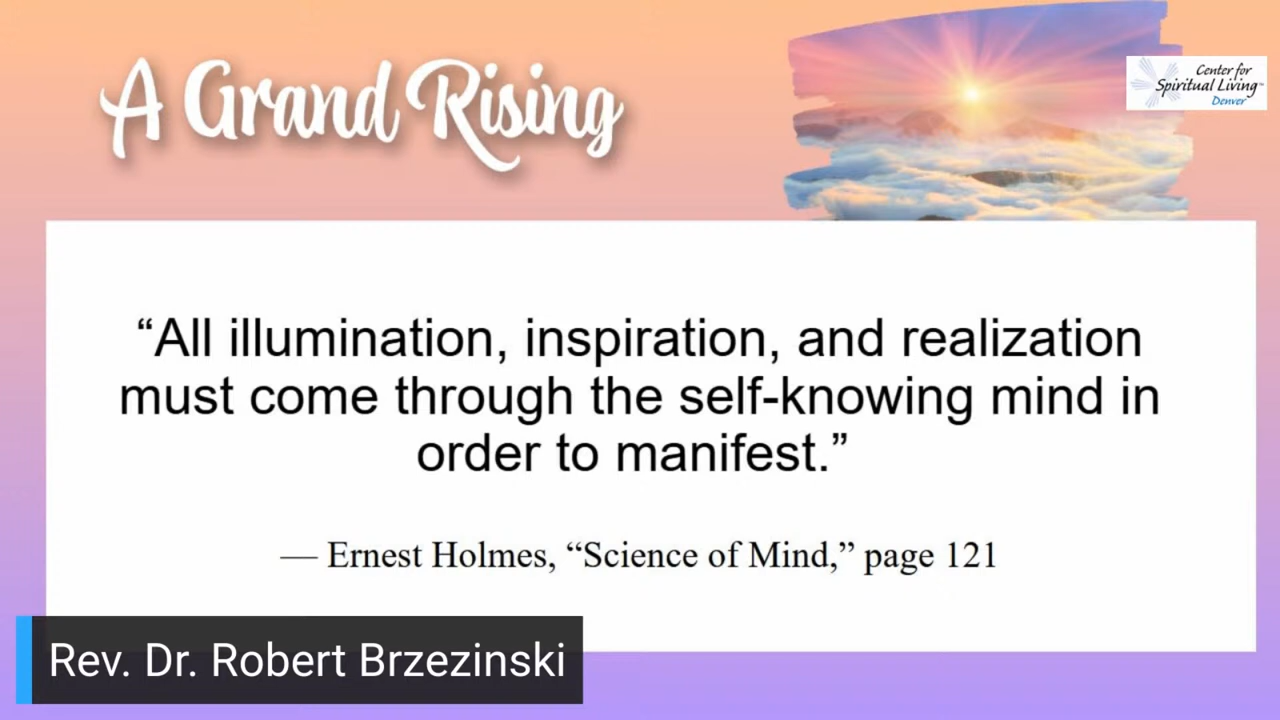 A Grand Rising
Center for
Spiritual Living™
Denver
“All illumination, inspiration, and realization
must come through the self-knowing mind in
order to manifest.”
— Ernest Holmes, “Science of Mind,” page 121
Rev. Dr. Robert Brzezinski